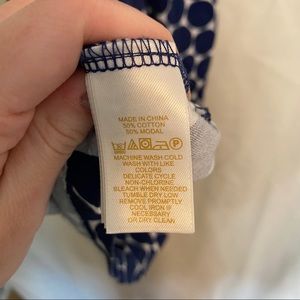 MADE IN CHINA
50% COTTON
50% MODAL
P
MACHINE WASH-COLD
WASH WITH LIKE
COLORS
DELICATE CYCLE
NON-CHLORINE
BLEACH WHEN NEEDED
TUMBLE DRY LOW
REMOVE PROMPTLY
COOL IRON IF
NECESSARY
OR DRY CLEAN